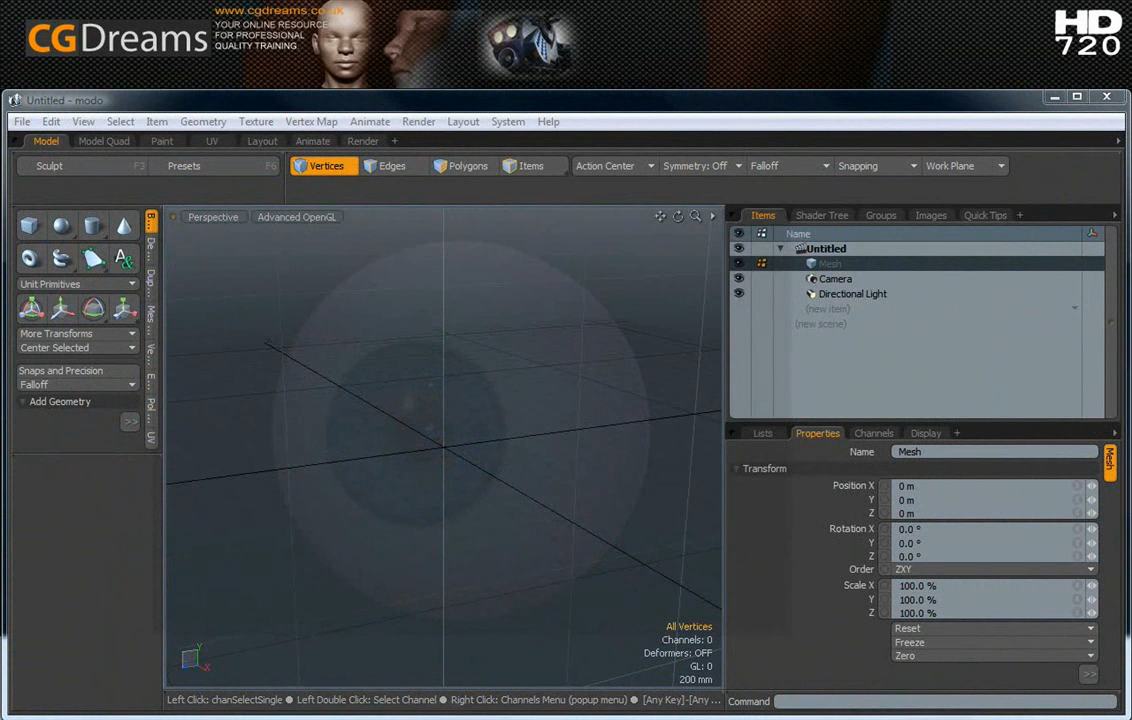 www.cgdreams.co.uk
CGDreams
YOUR ONLINE RESOURCE
FOR PROFESSIONAL
QUALITY TRAINING.
HD
720
Untitled - modo
File Edit View Select Item Geometry Texture Vertex Map Animate Render Layout System Help
Model Model Quad Paint UV Layout Animate Render +
Sculpt F3 Presets F6 Vertices Edges Polygons Items Action Center Symmetry: Off Falloff Snapping Work Plane
Perspective Advanced OpenGL
Items Shader Tree Groups Images Quick Tips +
Name
Untitled
Mesh
Camera
Directional Light
(new item)
(new scene)
B...
De...
Dup...
Mes...
Ve...
E...
Pol...
UV
Unit Primitives
More Transforms
Center Selected
Snaps and Precision
Falloff
Add Geometry
>>
Lists Properties Channels Display +
Name Mesh
Mesh
Transform
Position X 0 m
Y 0 m
Z 0 m
Rotation X 0.0 °
Y 0.0 °
Z 0.0 °
Order ZXY
Scale X 100.0 %
Y 100.0 %
Z 100.0 %
Reset
Freeze
Zero
>>
All Vertices
Channels: 0
Deformers: OFF
GL: 0
200 mm
Y
X
Left Click: chanSelectSingle ● Left Double Click: Select Channel ● Right Click: Channels Menu (popup menu) ● [Any Key]-[Any ...
Command